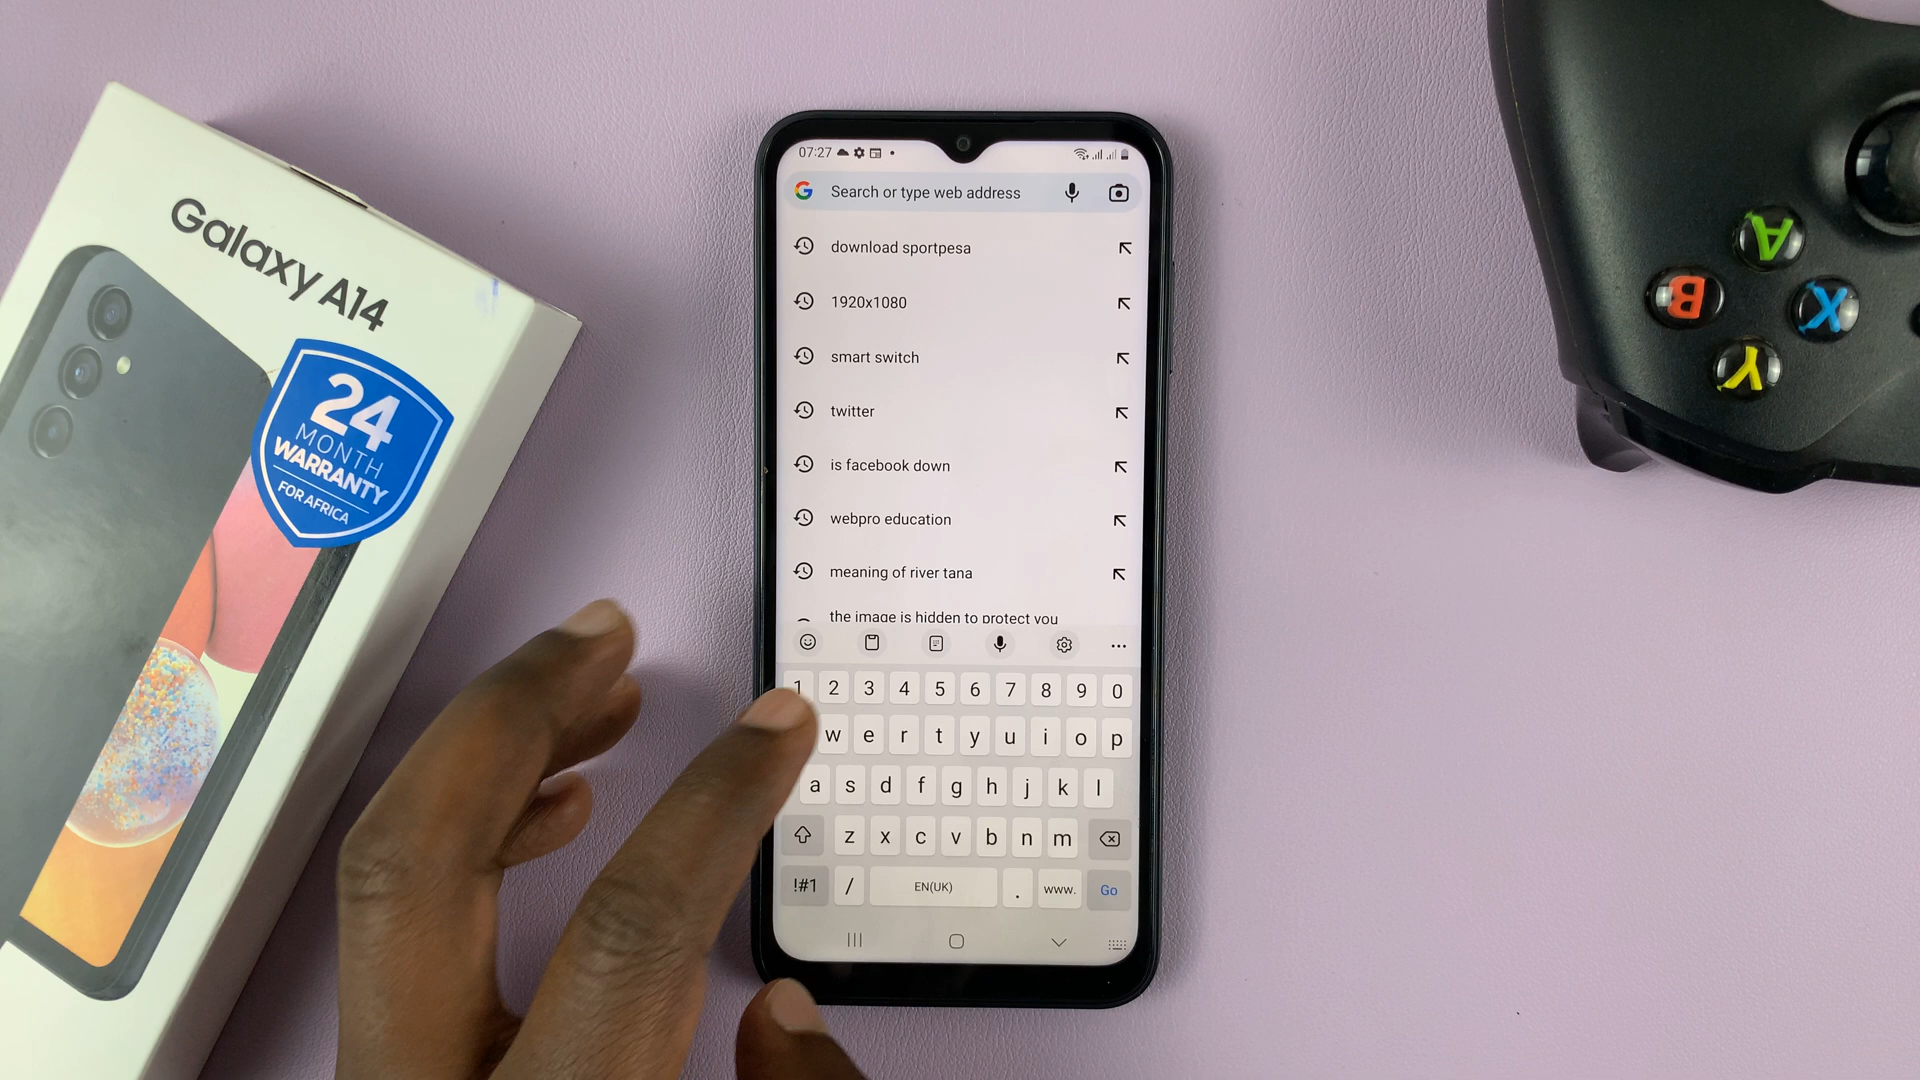 Galaxy A14
24
MONTH
WARRANTY
FOR AFRICA
07:27
Search or type web address
download sportpesa
1920x1080
smart switch
twitter
is facebook down
webpro education
meaning of river tana
the image is hidden to protect you
1 2 3 4 5 6 7 8 9 0
w e r t y u i o p
a s d f g h j k l
z x c v b n m
!#1 / EN(UK) . www. Go
A
B
X
Y